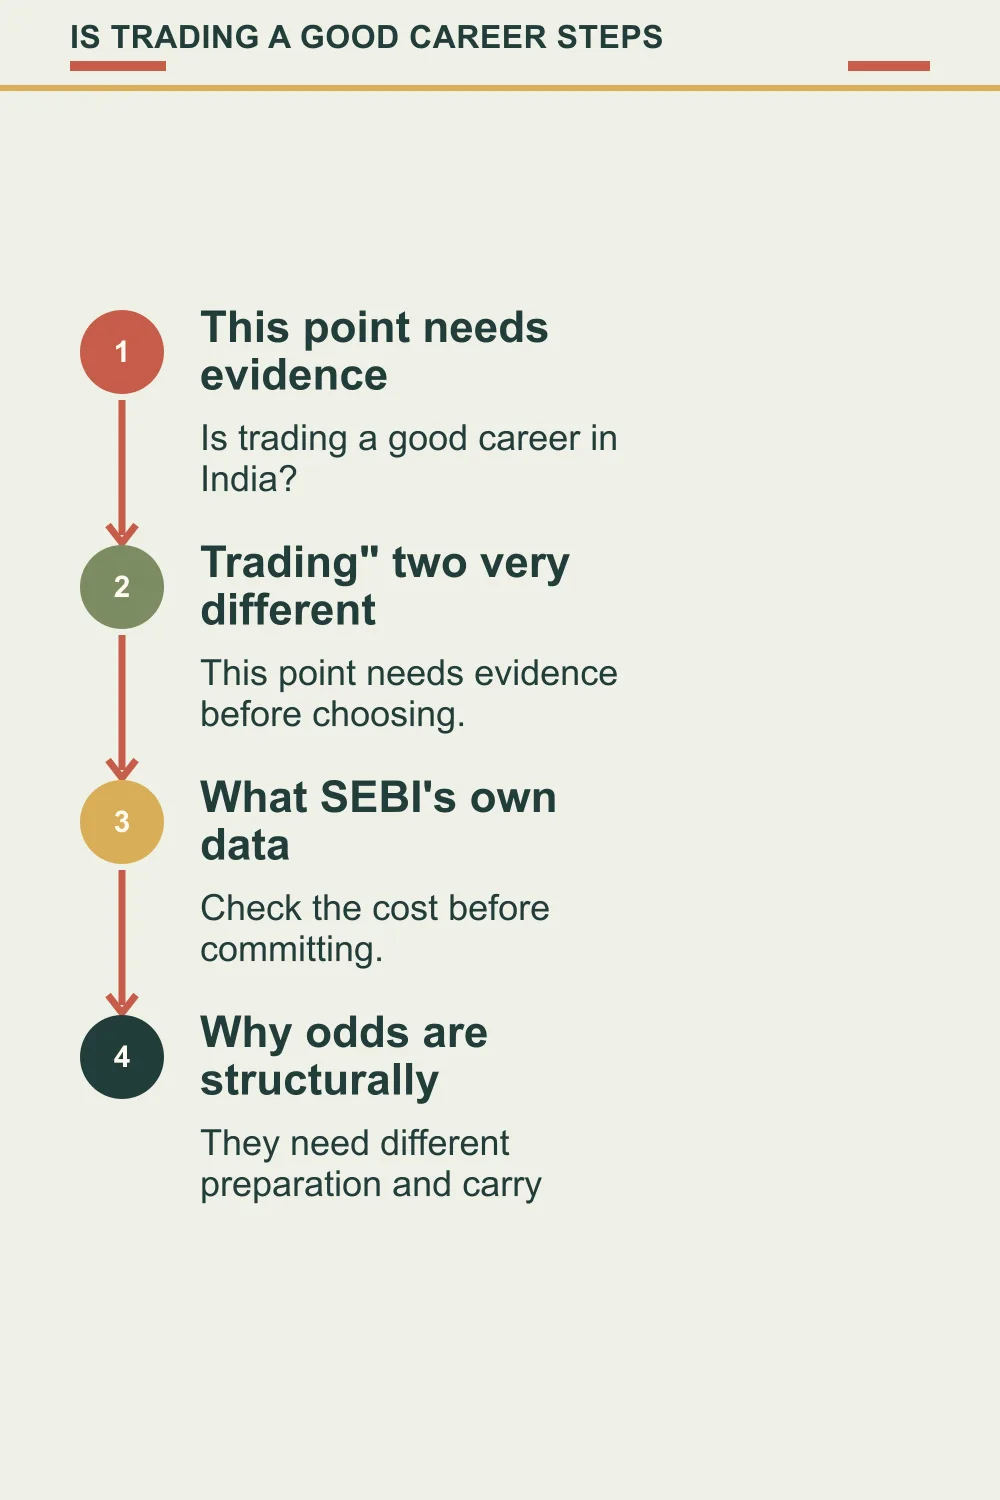 IS TRADING A GOOD CAREER STEPS
1
This point needs
evidence
Is trading a good career in
India?
2
Trading" two very
different
This point needs evidence
before choosing.
3
What SEBI's own
data
Check the cost before
committing.
4
Why odds are
structurally
They need different
preparation and carry